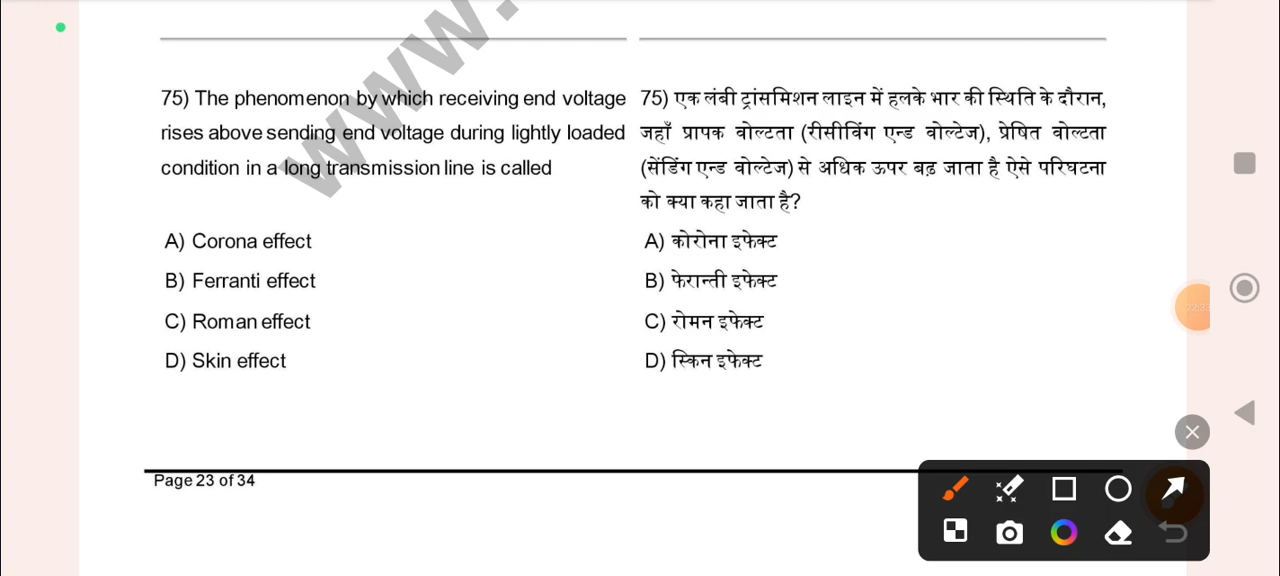 www.
75) The phenomenon by which receiving end voltage
rises above sending end voltage during lightly loaded
condition in a long transmission line is called
A) Corona effect
B) Ferranti effect
C) Roman effect
D) Skin effect
75) एक लंबी ट्रांसमिशन लाइन में हलके भार की स्थिति के दौरान,
जहाँ प्रापक वोल्टता (रीसीविंग एन्ड वोल्टेज), प्रेषित वोल्टता
(सेंडिंग एन्ड वोल्टेज) से अधिक ऊपर बढ़ जाता है ऐसे परिघटना
को क्या कहा जाता है?
A) कोरोना इफेक्ट
B) फेरान्ती इफेक्ट
C) रोमन इफेक्ट
D) स्किन इफेक्ट
Page 23 of 34